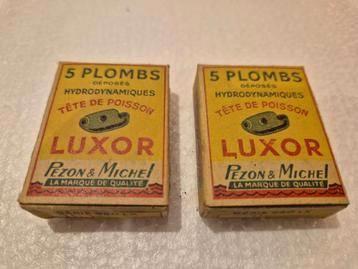 5 PLOMBS
DÉPOSÉS
HYDRODYNAMIQUES
TÊTE DE POISSON
LUXOR
PEZON & MICHEL
LA MARQUE DE QUALITÉ
5 PLOMBS
DÉPOSÉS
HYDRODYNAMIQUES
TÊTE DE POISSON
LUXOR
PEZON & MICHEL
LA MARQUE DE QUALITÉ